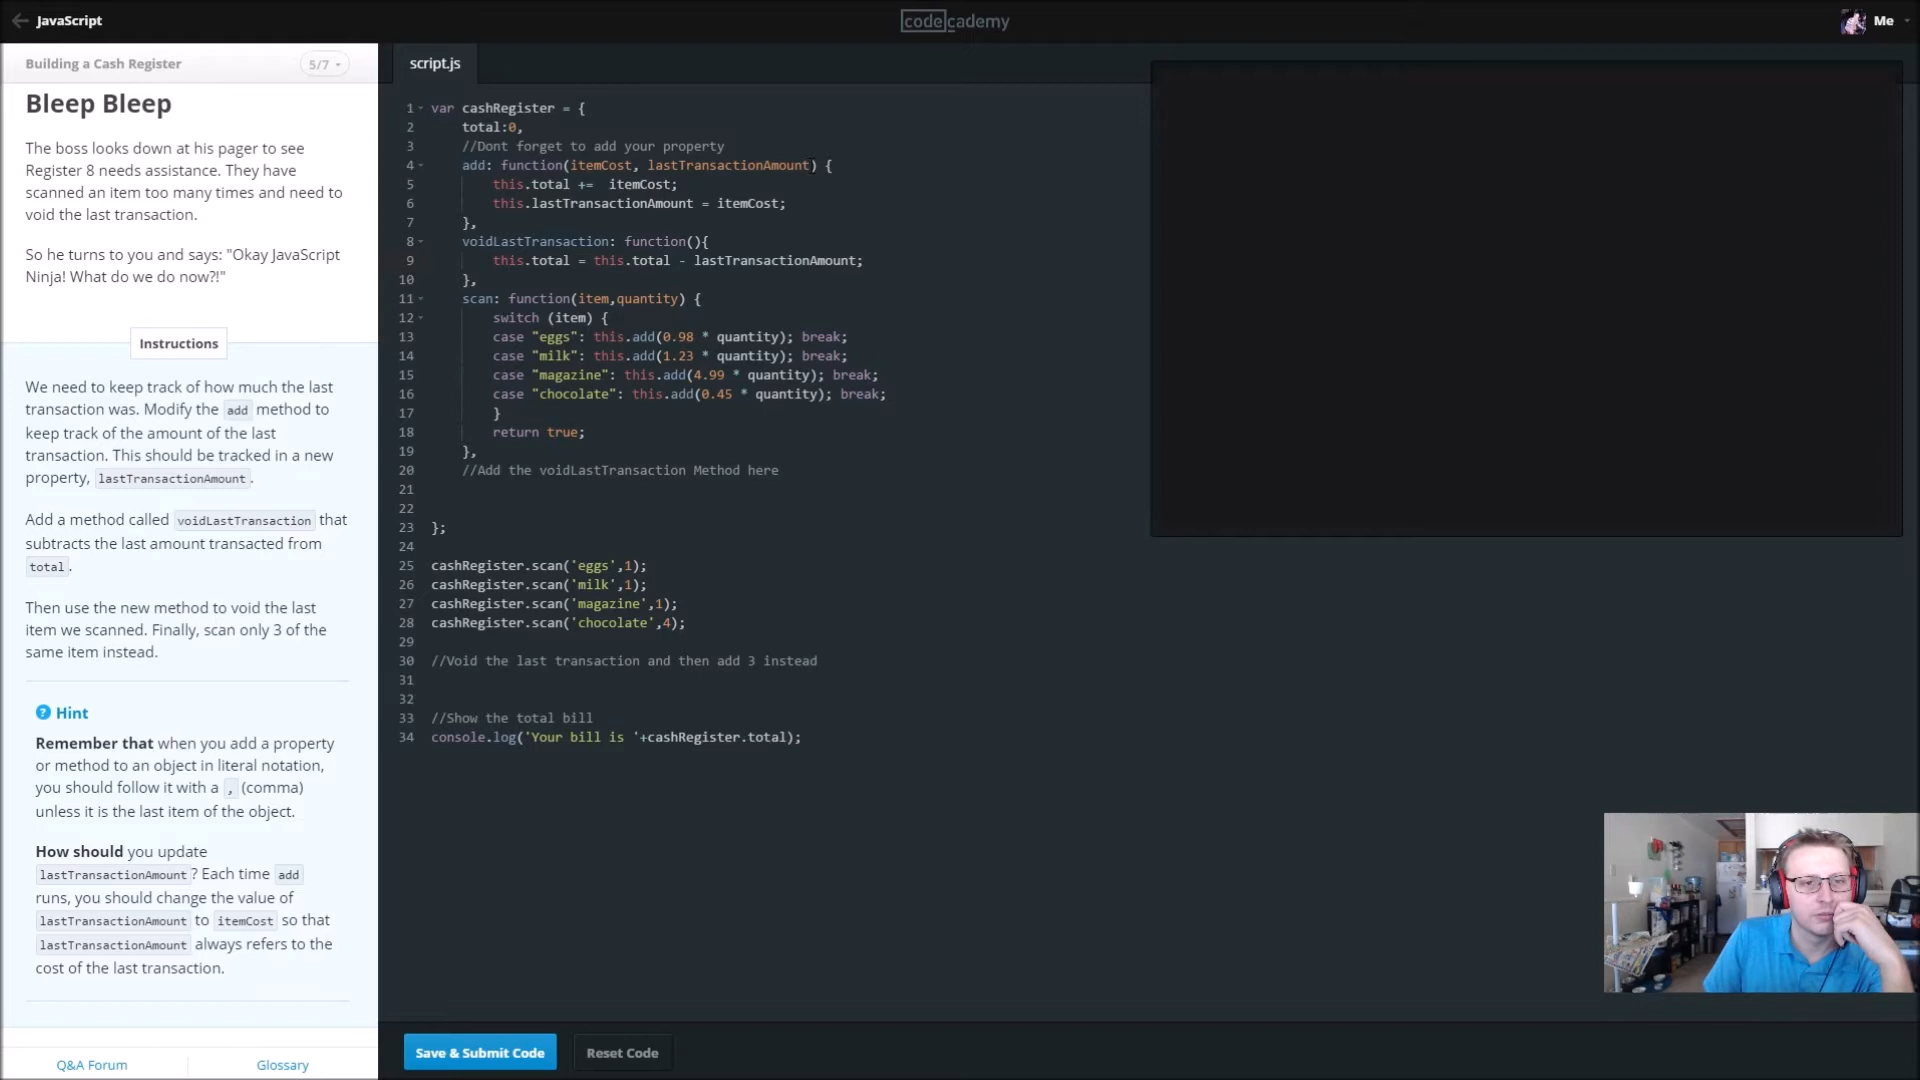 JavaScript
codecademy
Me
Building a Cash Register
5/7
Bleep Bleep
The boss looks down at his pager to see
Register 8 needs assistance. They have
scanned an item too many times and need to
void the last transaction.
So he turns to you and says: "Okay JavaScript
Ninja! What do we do now?!"
Instructions
We need to keep track of how much the last
transaction was. Modify the add method to
keep track of the amount of the last
transaction. This should be tracked in a new
property, lastTransactionAmount.
Add a method called voidLastTransaction that
subtracts the last amount transacted from
total.
Then use the new method to void the last
item we scanned. Finally, scan only 3 of the
same item instead.
? Hint
Remember that when you add a property
or method to an object in literal notation,
you should follow it with a , (comma)
unless it is the last item of the object.
How should you update
lastTransactionAmount? Each time add
runs, you should change the value of
lastTransactionAmount to itemCost so that
lastTransactionAmount always refers to the
cost of the last transaction.
Q&A Forum
Glossary
script.js
1 var cashRegister = {
2 total:0,
3 //Dont forget to add your property
4 add: function(itemCost, lastTransactionAmount) {
5 this.total += itemCost;
6 this.lastTransactionAmount = itemCost;
7 },
8 voidLastTransaction: function(){
9 this.total = this.total - lastTransactionAmount;
10 },
11 scan: function(item,quantity) {
12 switch (item) {
13 case "eggs": this.add(0.98 * quantity); break;
14 case "milk": this.add(1.23 * quantity); break;
15 case "magazine": this.add(4.99 * quantity); break;
16 case "chocolate": this.add(0.45 * quantity); break;
17 }
18 return true;
19 },
20 //Add the voidLastTransaction Method here
21
22
23 };
24
25 cashRegister.scan('eggs',1);
26 cashRegister.scan('milk',1);
27 cashRegister.scan('magazine',1);
28 cashRegister.scan('chocolate',4);
29
30 //Void the last transaction and then add 3 instead
31
32
33 //Show the total bill
34 console.log('Your bill is '+cashRegister.total);
Save & Submit Code
Reset Code